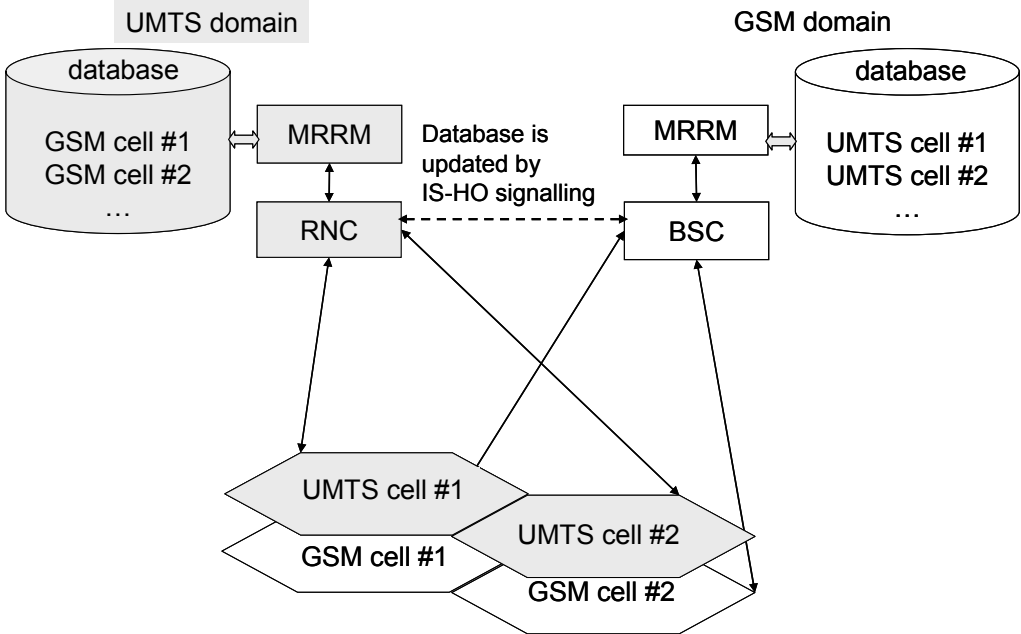 UMTS domain
GSM domain
database
GSM cell #1
GSM cell #2
…
MRRM
RNC
Database is
updated by
IS-HO signalling
MRRM
BSC
database
UMTS cell #1
UMTS cell #2
…
UMTS cell #1
GSM cell #1
UMTS cell #2
GSM cell #2